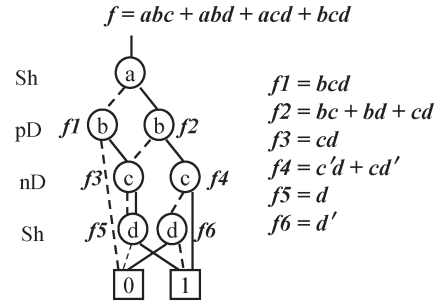 f = abc + abd + acd + bcd
Sh a
pD f1 b b f2
nD f3 c c f4
Sh f5 d d f6
0 1
f1 = bcd
f2 = bc + bd + cd
f3 = cd
f4 = c′d + cd′
f5 = d
f6 = d′